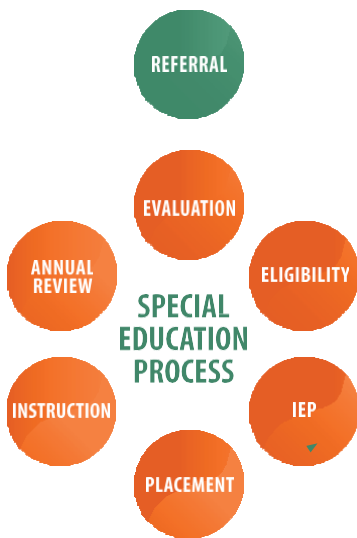 REFERRAL
EVALUATION
ELIGIBILITY
IEP
PLACEMENT
INSTRUCTION
ANNUAL
REVIEW
SPECIAL
EDUCATION
PROCESS